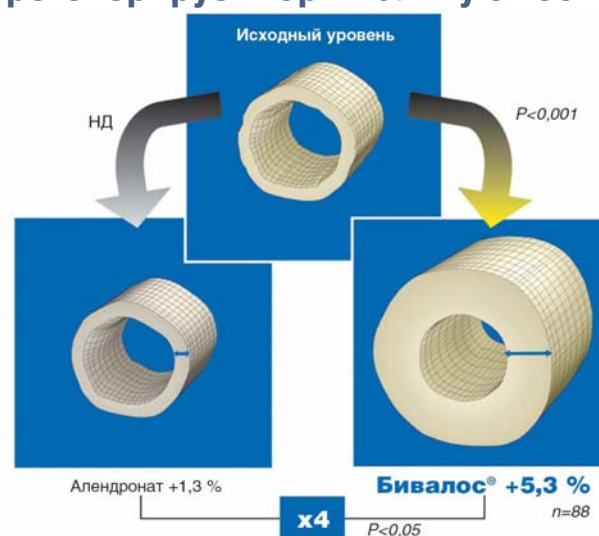 Исходный уровень
НД
P<0,001
Алендронат +1,3 %
Бивалос® +5,3 %
n=88
x4
P<0,05